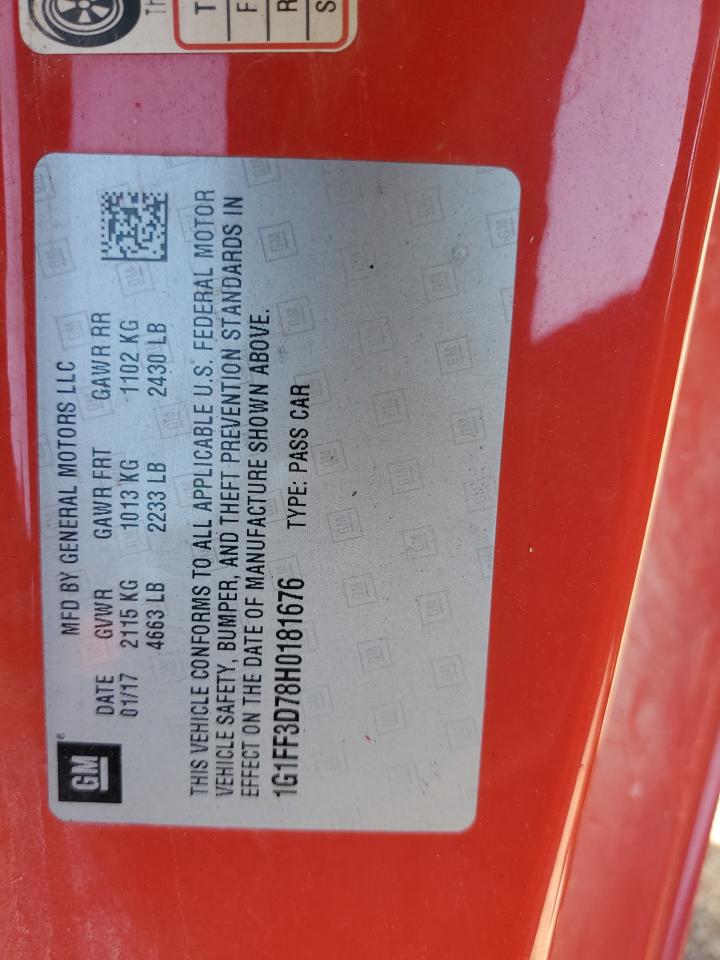 GM ®
MFD BY GENERAL MOTORS LLC
DATE GVWR GAWR FRT GAWR RR
01/17 2115 KG 1013 KG 1102 KG
4663 LB 2233 LB 2430 LB
THIS VEHICLE CONFORMS TO ALL APPLICABLE U.S. FEDERAL MOTOR
VEHICLE SAFETY, BUMPER, AND THEFT PREVENTION STANDARDS IN
EFFECT ON THE DATE OF MANUFACTURE SHOWN ABOVE.
1G1FF3D78H0181676 TYPE: PASS CAR
TH
T
F
R
S